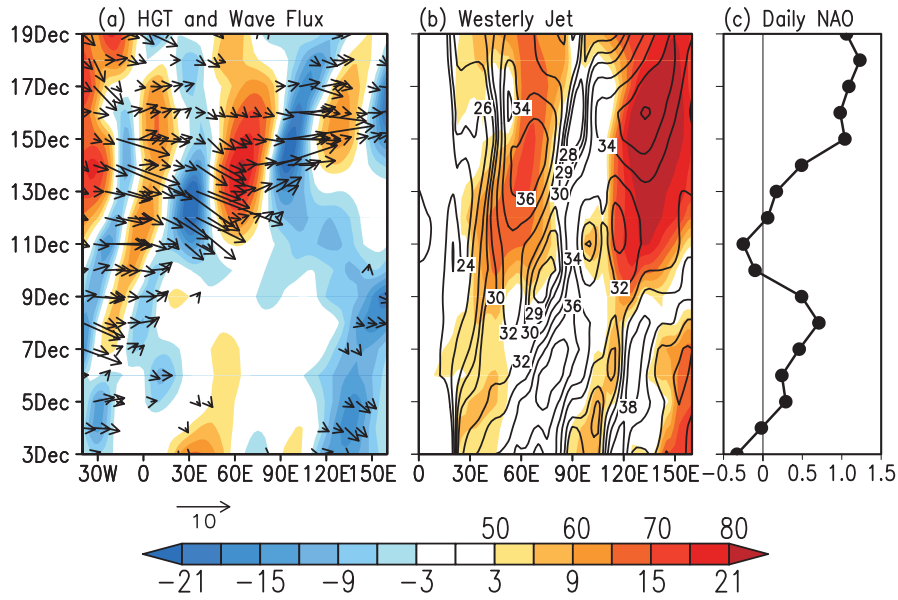 (a) HGT and Wave Flux
(b) Westerly Jet
(c) Daily NAO
19Dec
17Dec
15Dec
13Dec
11Dec
9Dec
7Dec
5Dec
3Dec
26
34
34
28
29
30
36
24
34
30
32
36
29
32
30
32
38
30W 0 30E 60E 90E 120E 150E
0 30E 60E 90E 120E 150E
-0.5 0 0.5 1 1.5
10
50 60 70 80
-21 -15 -9 -3 3 9 15 21